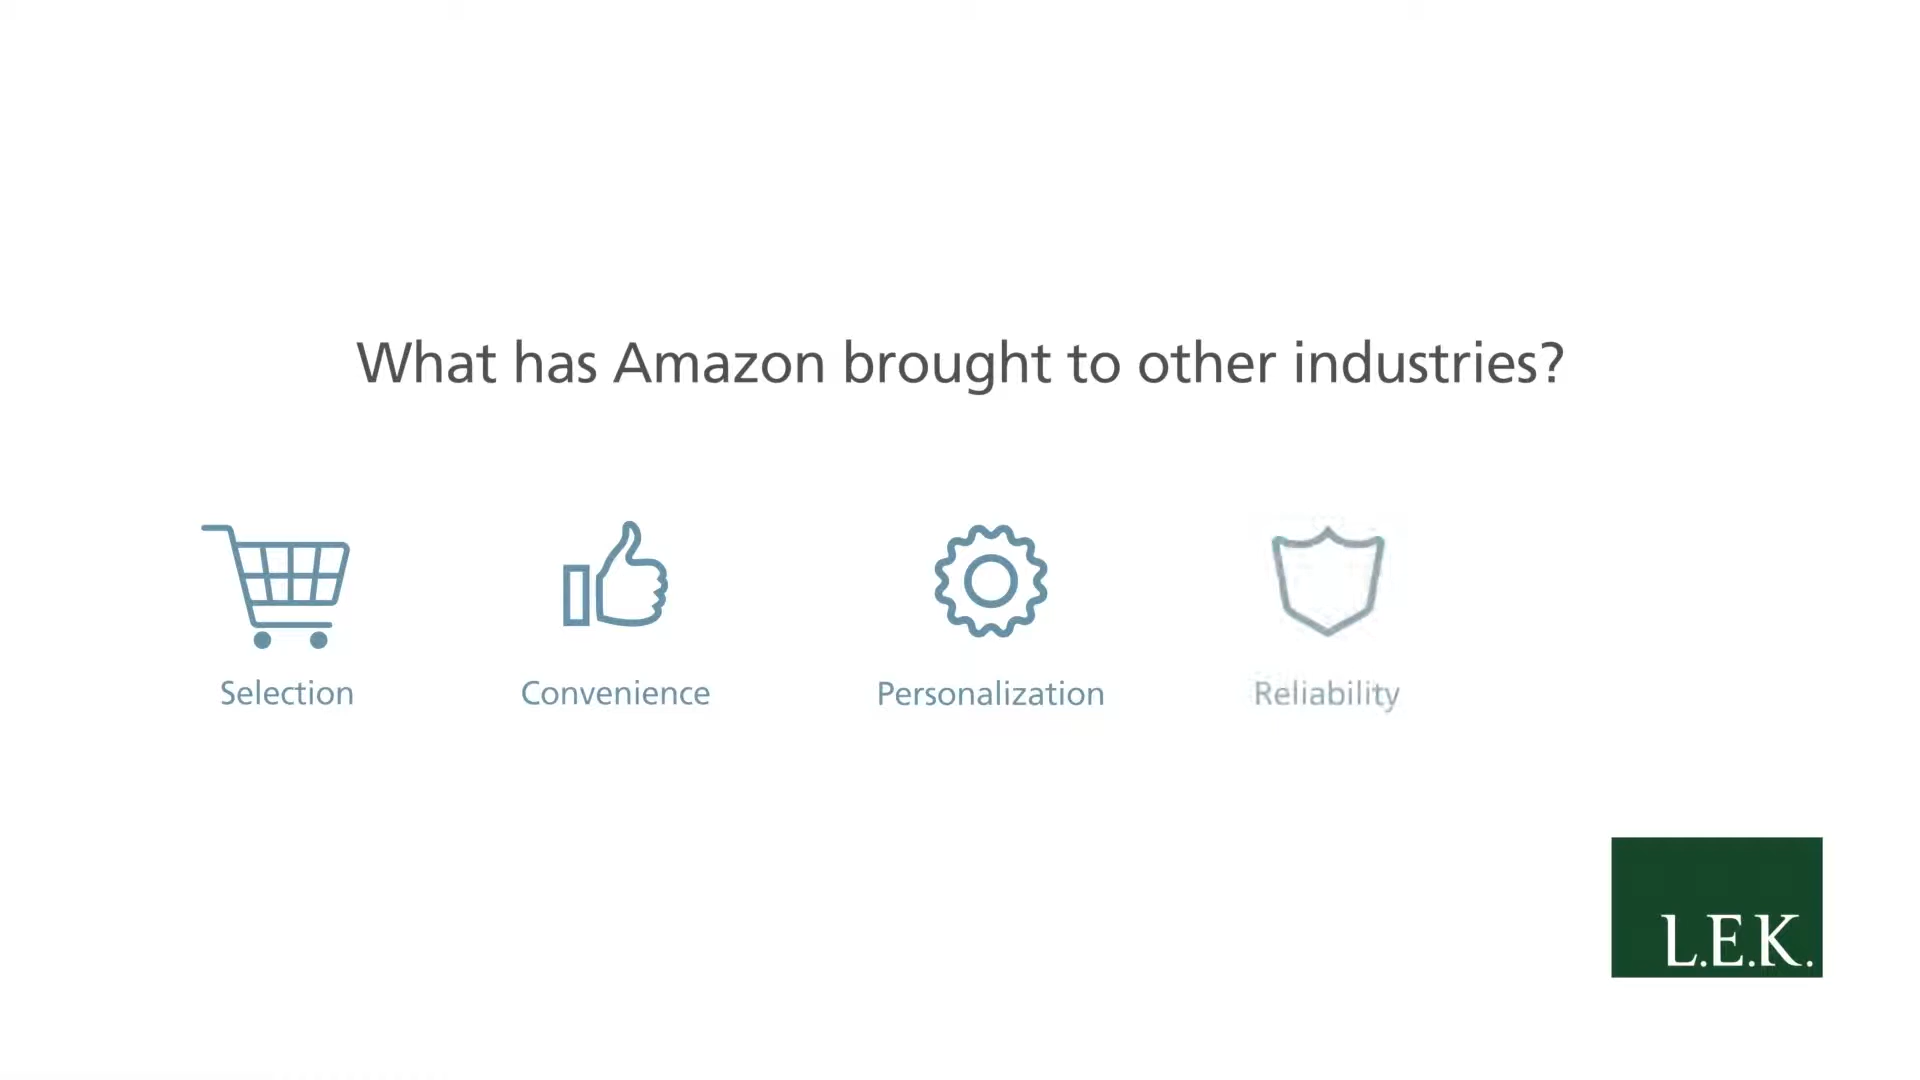 What has Amazon brought to other industries?
Selection
Convenience
Personalization
Reliability
L.E.K.